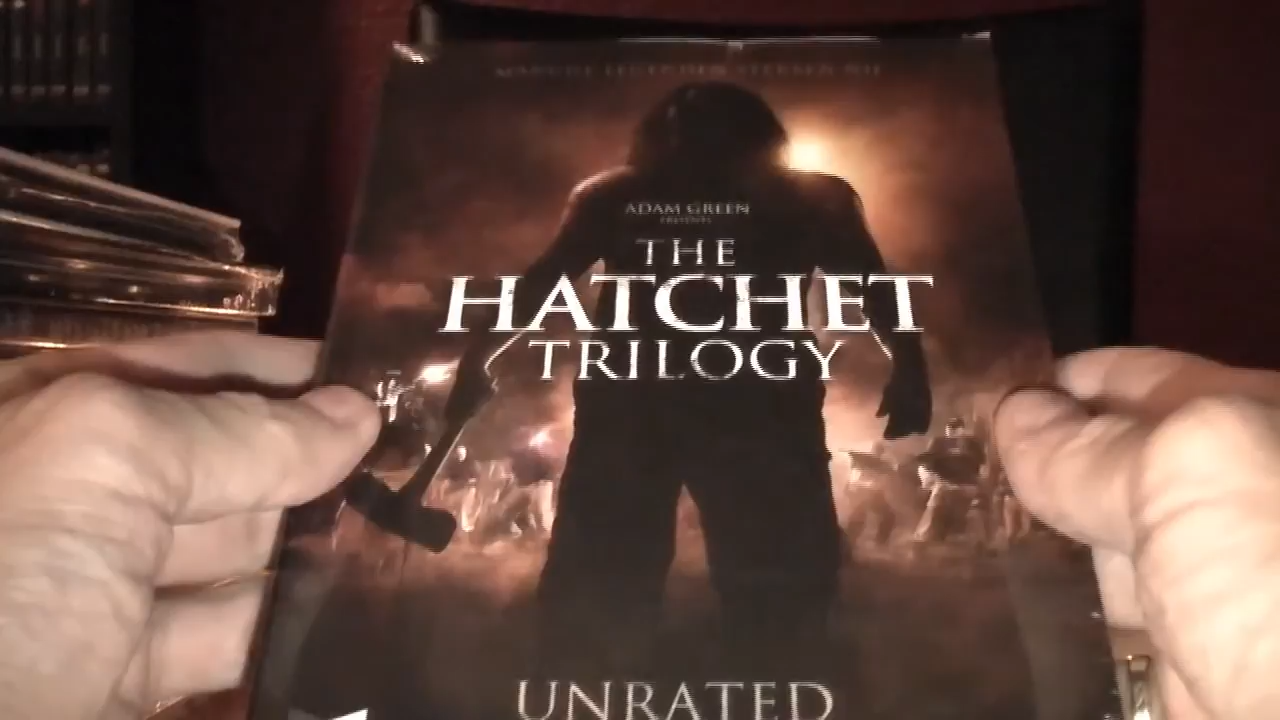 ADAM GREEN
PRESENTS
THE
HATCHET
TRILOGY
UNRATED